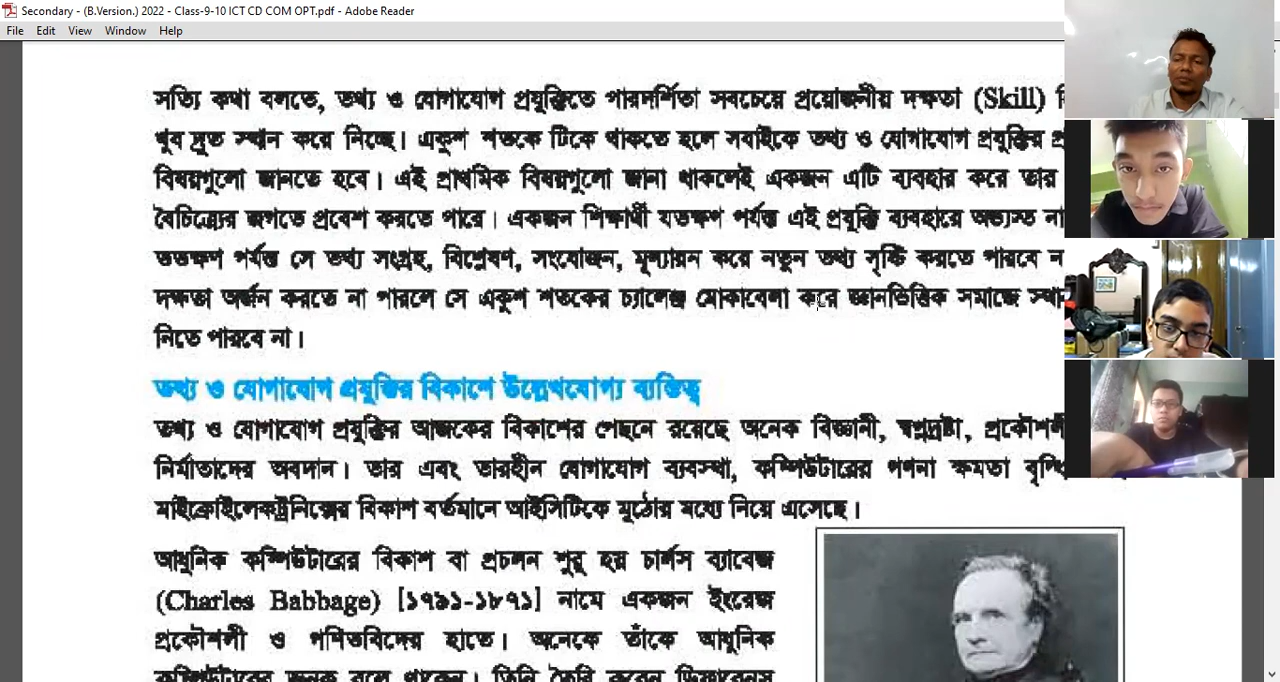 Secondary - (B.Version.) 2022 - Class-9-10 ICT CD COM OPT.pdf - Adobe Reader
File Edit View Window Help
সত্যি কথা বলতে, তথ্য ও যোগাযোগ প্রযুক্তিতে পারদর্শিতা সবচেয়ে প্রয়োজনীয় দক্ষতা (Skill)
খুব দ্রুত স্থান করে নিচ্ছে। একুশ শতকে টিকে থাকতে হলে সবাইকে তথ্য ও যোগাযোগ প্রযুক্তির
বিষয়গুলো জানতে হবে। এই প্রাথমিক বিষয়গুলো জানা থাকলেই একজন এটি ব্যবহার করে তার
বৈচিত্র্যের জগতে প্রবেশ করতে পারে। একজন শিক্ষার্থী যতক্ষণ পর্যন্ত এই প্রযুক্তি ব্যবহারে অভ্যস্ত
ততক্ষণ পর্যন্ত সে তথ্য সংগ্রহ, বিশ্লেষণ, সংযোজন, মূল্যায়ন করে নতুন তথ্য সৃষ্টি করতে পারবে
দক্ষতা অর্জন করতে না পারলে সে একুশ শতকের চ্যালেঞ্জ মোকাবেলা করে জ্ঞানভিত্তিক সমাজে
নিতে পারবে না।
তথ্য ও যোগাযোগ প্রযুক্তির বিকাশে উল্লেখযোগ্য ব্যক্তিত্ব
তথ্য ও যোগাযোগ প্রযুক্তির আজকের বিকাশের পেছনে রয়েছে অনেক বিজ্ঞানী, স্বপ্নদ্রষ্টা,
নির্মাতাদের অবদান। তার এবং তারহীন যোগাযোগ ব্যবস্থা, কম্পিউটারের গণনা ক্ষমতা
মাইক্রোইলেকট্রনিক্সের বিকাশ বর্তমানে আইসিটিকে মুঠোর মধ্যে নিয়ে এসেছে।
আধুনিক কম্পিউটারের বিকাশ বা প্রচলন শুরু হয় চার্লস ব্যাবেজ
(Charles Babbage) [১৭৯১-১৮৭১] নামে একজন ইংরেজ
প্রকৌশলী ও গণিতবিদের হাতে। অনেকে তাঁকে আধুনিক
কম্পিউটারের জনক বলে থাকেন। তিনি তৈরি করেন ডিফারেনস